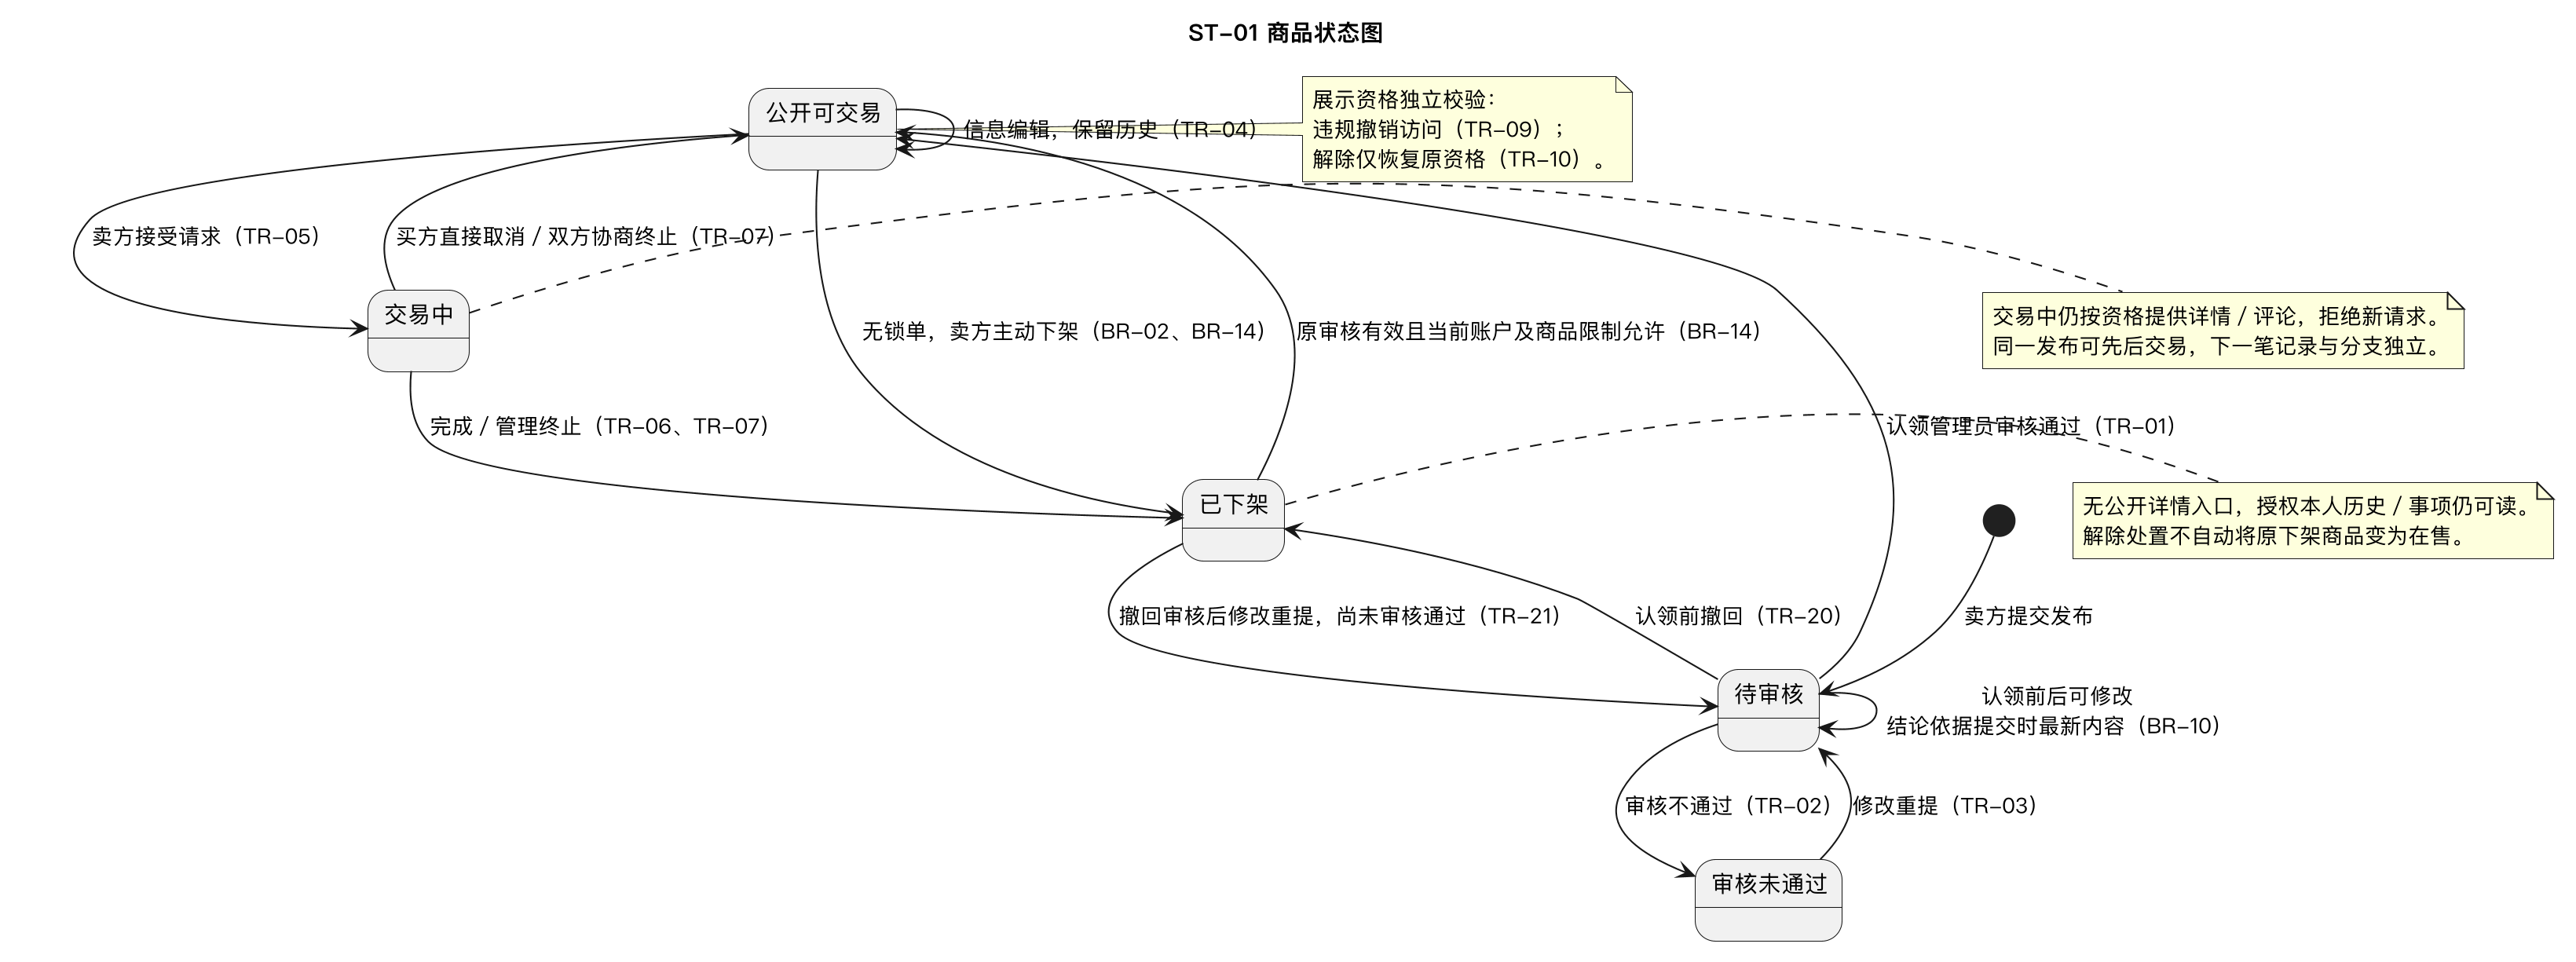 ST-01 商品状态图
公开可交易
信息编辑，保留历史（TR-04）
展示资格独立校验：
违规撤销访问（TR-09）；
解除仅恢复原资格（TR-10）。
卖方接受请求（TR-05）
买方直接取消 / 双方协商终止（TR-07）
交易中
无锁单，卖方主动下架（BR-02、BR-14）
原审核有效且当前账户及商品限制允许（BR-14）
交易中仍按资格提供详情 / 评论，拒绝新请求。
同一发布可先后交易，下一笔记录与分支独立。
完成 / 管理终止（TR-06、TR-07）
认领管理员审核通过（TR-01）
已下架
无公开详情入口，授权本人历史 / 事项仍可读。
解除处置不自动将原下架商品变为在售。
撤回审核后修改重提，尚未审核通过（TR-21）
认领前撤回（TR-20）
卖方提交发布
待审核
认领前后可修改
结论依据提交时最新内容（BR-10）
审核不通过（TR-02）
修改重提（TR-03）
审核未通过